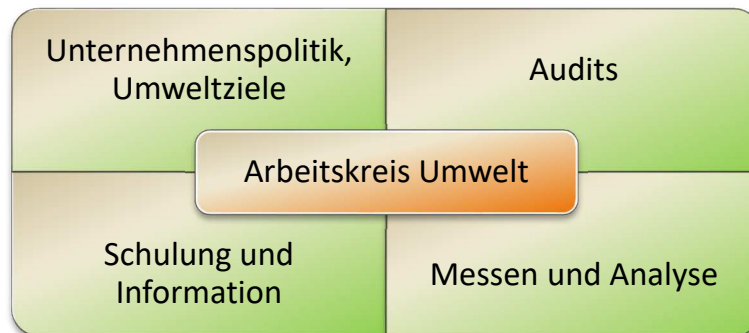 Unternehmenspolitik,
Umweltziele
Audits
Arbeitskreis Umwelt
Schulung und
Information
Messen und Analyse